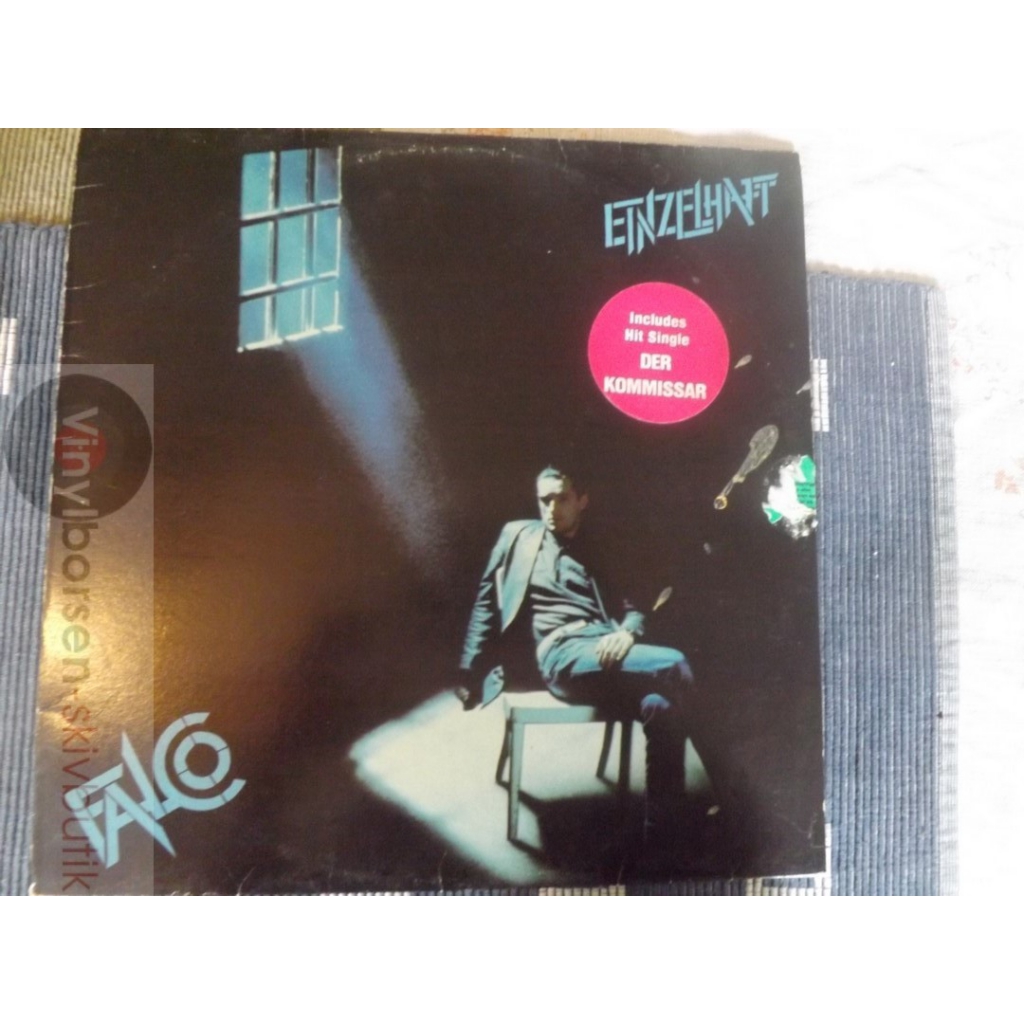 EINZELHAFT
Includes
Hit Single
DER
KOMMISSAR
FALCO
vinylborsen-skivbutik